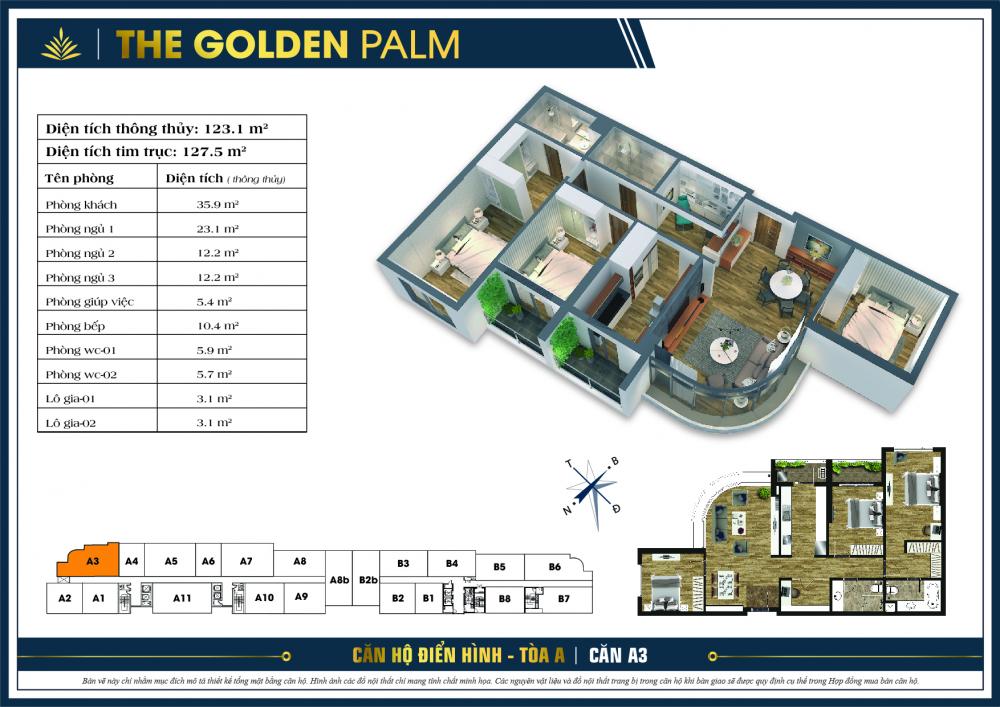 THE GOLDEN PALM
Diện tích thông thủy: 123.1 m²
Diện tích tim trục: 127.5 m²
Tên phòng Diện tích (thông thủy)
Phòng khách 35.9 m²
Phòng ngủ 1 23.1 m²
Phòng ngủ 2 12.2 m²
Phòng ngủ 3 12.2 m²
Phòng giúp việc 5.4 m²
Phòng bếp 10.4 m²
Phòng wc-01 5.9 m²
Phòng wc-02 5.7 m²
Lô gia-01 3.1 m²
Lô gia-02 3.1 m²
T B
N Đ
A3 A4 A5 A6 A7 A8 A8b B2b B3 B4 B5 B6
A2 A1 A11 A10 A9 B2 B1 B8 B7
CĂN HỘ ĐIỂN HÌNH - TÒA A | CĂN A3
Bản vẽ này chỉ nhằm mục đích mô tả thiết kế tổng mặt bằng căn hộ. Hình ảnh các đồ nội thất chỉ mang tính chất minh họa. Các nguyên vật liệu và đồ nội thất trang bị trong căn hộ khi bàn giao sẽ được quy định cụ thể trong Hợp đồng mua bán căn hộ.